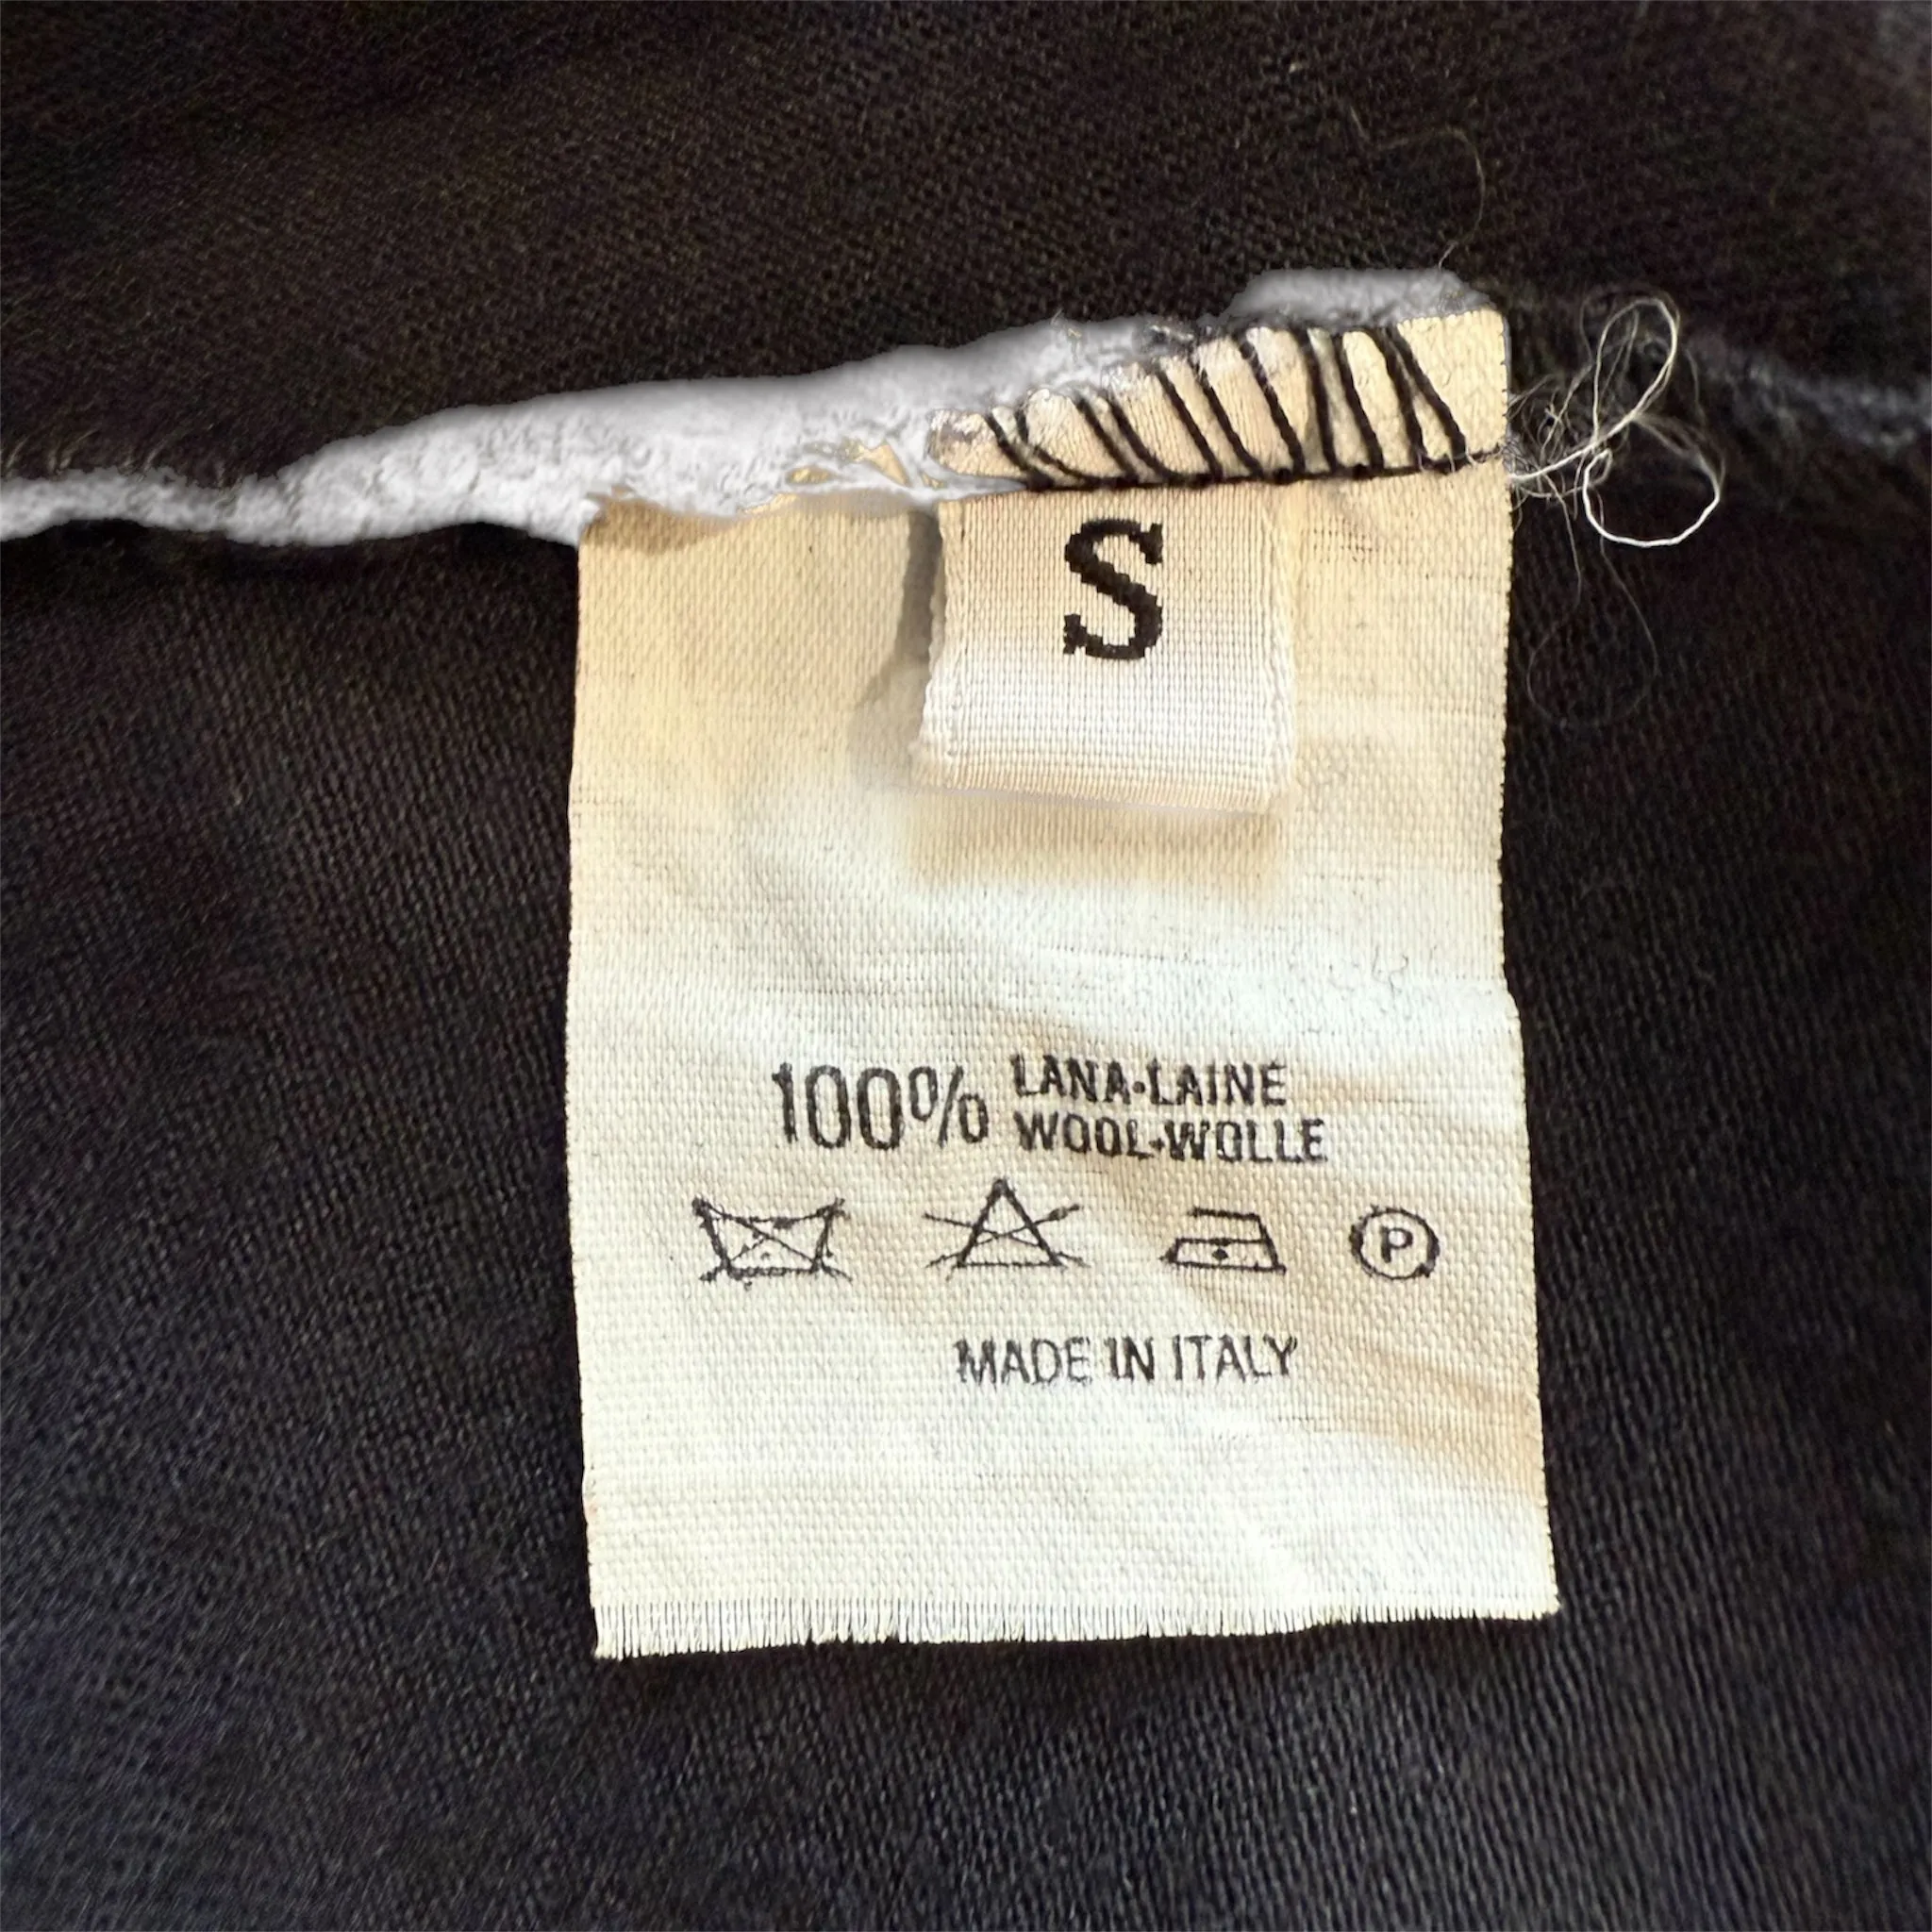 S
100% LANA•LAINE
WOOL•WOLLE
P
MADE IN ITALY